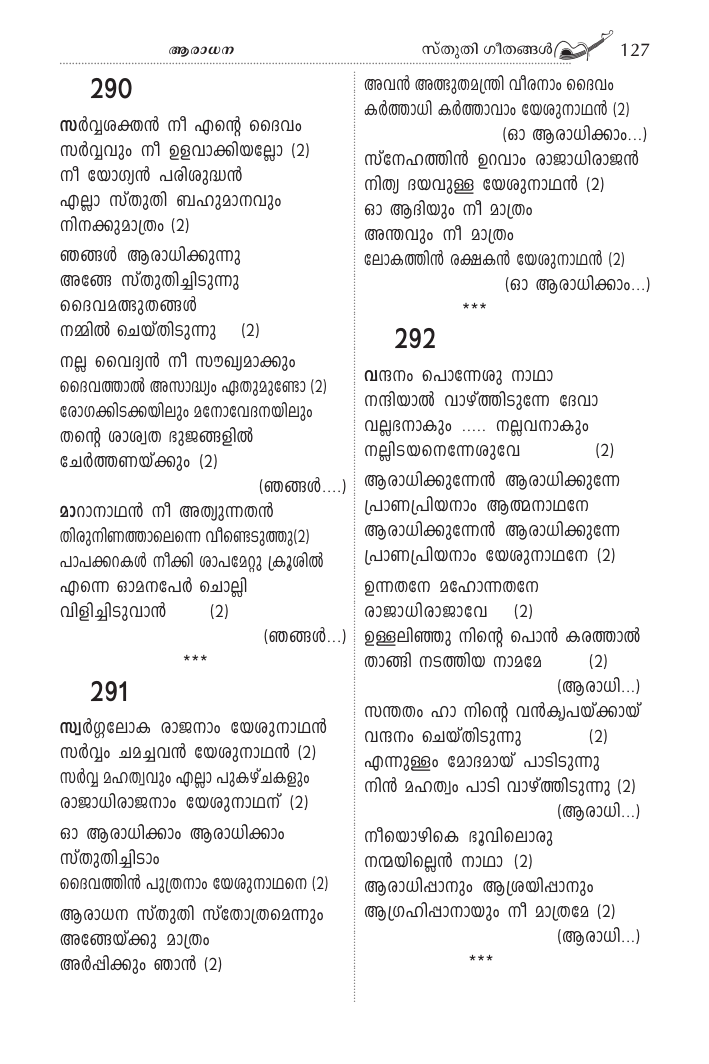 ആരാധന
സ്തുതി ഗീതങ്ങൾ 127
290
സർവ്വശക്തൻ നീ എന്റെ ദൈവം
സർവ്വവും നീ ഉളവാക്കിയല്ലോ (2)
നീ യോഗ്യൻ പരിശുദ്ധൻ
എല്ലാ സ്തുതി ബഹുമാനവും
നിനക്കുമാത്രം (2)
ഞങ്ങൾ ആരാധിക്കുന്നു
അങ്ങേ സ്തുതിച്ചിടുന്നു
ദൈവമത്ഭുതങ്ങൾ
നമ്മിൽ ചെയ്തിടുന്നു (2)
നല്ല വൈദ്യൻ നീ സൗഖ്യമാക്കും
ദൈവത്താൽ അസാദ്ധ്യം ഏതുമുണ്ടോ (2)
രോഗക്കിടക്കയിലും മനോവേദനയിലും
തന്റെ ശാശ്വത ഭുജങ്ങളിൽ
ചേർത്തണയ്ക്കും (2)
(ഞങ്ങൾ....)
മാറാനാഥൻ നീ അത്യുന്നതൻ
തിരുനിണത്താലെന്നെ വീണ്ടെടുത്തു(2)
പാപക്കറകൾ നീക്കി ശാപമേറ്റു ക്രൂശിൽ
എന്നെ ഓമനപേർ ചൊല്ലി
വിളിച്ചിടുവാൻ (2)
(ഞങ്ങൾ...)
***
291
സ്വർഗ്ഗലോക രാജനാം യേശുനാഥൻ
സർവ്വം ചമച്ചവൻ യേശുനാഥൻ (2)
സർവ്വ മഹത്വവും എല്ലാ പുകഴ്ചകളും
രാജാധിരാജനാം യേശുനാഥന് (2)
ഓ ആരാധിക്കാം ആരാധിക്കാം
സ്തുതിച്ചിടാം
ദൈവത്തിൻ പുത്രനാം യേശുനാഥനെ (2)
ആരാധന സ്തുതി സ്തോത്രമെന്നും
അങ്ങേയ്ക്കു മാത്രം
അർപ്പിക്കും ഞാൻ (2)
അവൻ അത്ഭുതമന്ത്രി വീരനാം ദൈവം
കർത്താധി കർത്താവാം യേശുനാഥൻ (2)
(ഓ ആരാധിക്കാം...)
സ്നേഹത്തിൻ ഉറവാം രാജാധിരാജൻ
നിത്യ ദയവുള്ള യേശുനാഥൻ (2)
ഓ ആദിയും നീ മാത്രം
അന്തവും നീ മാത്രം
ലോകത്തിൻ രക്ഷകൻ യേശുനാഥൻ (2)
(ഓ ആരാധിക്കാം...)
***
292
വന്ദനം പൊന്നേശു നാഥാ
നന്ദിയാൽ വാഴ്ത്തിടുന്നേ ദേവാ
വല്ലഭനാകും ..... നല്ലവനാകും
നല്ലിടയനെന്നേശുവേ (2)
ആരാധിക്കുന്നേൻ ആരാധിക്കുന്നേ
പ്രാണപ്രിയനാം ആത്മനാഥനേ
ആരാധിക്കുന്നേൻ ആരാധിക്കുന്നേ
പ്രാണപ്രിയനാം യേശുനാഥനേ (2)
ഉന്നതനേ മഹോന്നതനേ
രാജാധിരാജാവേ (2)
ഉള്ളലിഞ്ഞു നിന്റെ പൊൻ കരത്താൽ
താങ്ങി നടത്തിയ നാമമേ (2)
(ആരാധി...)
സന്തതം ഹാ നിന്റെ വൻകൃപയ്ക്കായ്
വന്ദനം ചെയ്തിടുന്നു (2)
എന്നുള്ളം മോദമായ് പാടിടുന്നു
നിൻ മഹത്വം പാടി വാഴ്ത്തിടുന്നു (2)
(ആരാധി...)
നീയൊഴികെ ഭൂവിലൊരു
നന്മയില്ലെൻ നാഥാ (2)
ആരാധിപ്പാനും ആശ്രയിപ്പാനും
ആഗ്രഹിപ്പാനായും നീ മാത്രമേ (2)
(ആരാധി...)
***